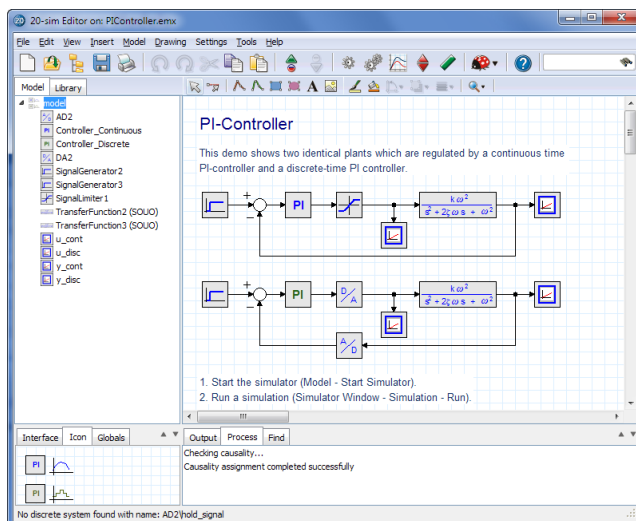 20-sim Editor on: PIController.emx
File Edit View Insert Model Drawing Settings Tools Help
Model Library
model
AD2
Controller_Continuous
Controller_Discrete
DA2
SignalGenerator2
SignalGenerator3
SignalLimiter1
TransferFunction2 (SOUO)
TransferFunction3 (SOUO)
u_cont
u_disc
y_cont
y_disc
PI-Controller
This demo shows two identical plants which are regulated by a continuous time
PI-controller and a discrete-time PI controller.
+ − PI kω² / s² + 2ζωs + ω²
+ − PI D/A kω² / s² + 2ζωs + ω²
A/D
1. Start the simulator (Model - Start Simulator).
2. Run a simulation (Simulator Window - Simulation - Run).
Interface Icon Globals
PI
PI
Output Process Find
Checking causality...
Causality assignment completed successfully
No discrete system found with name: AD2\hold_signal